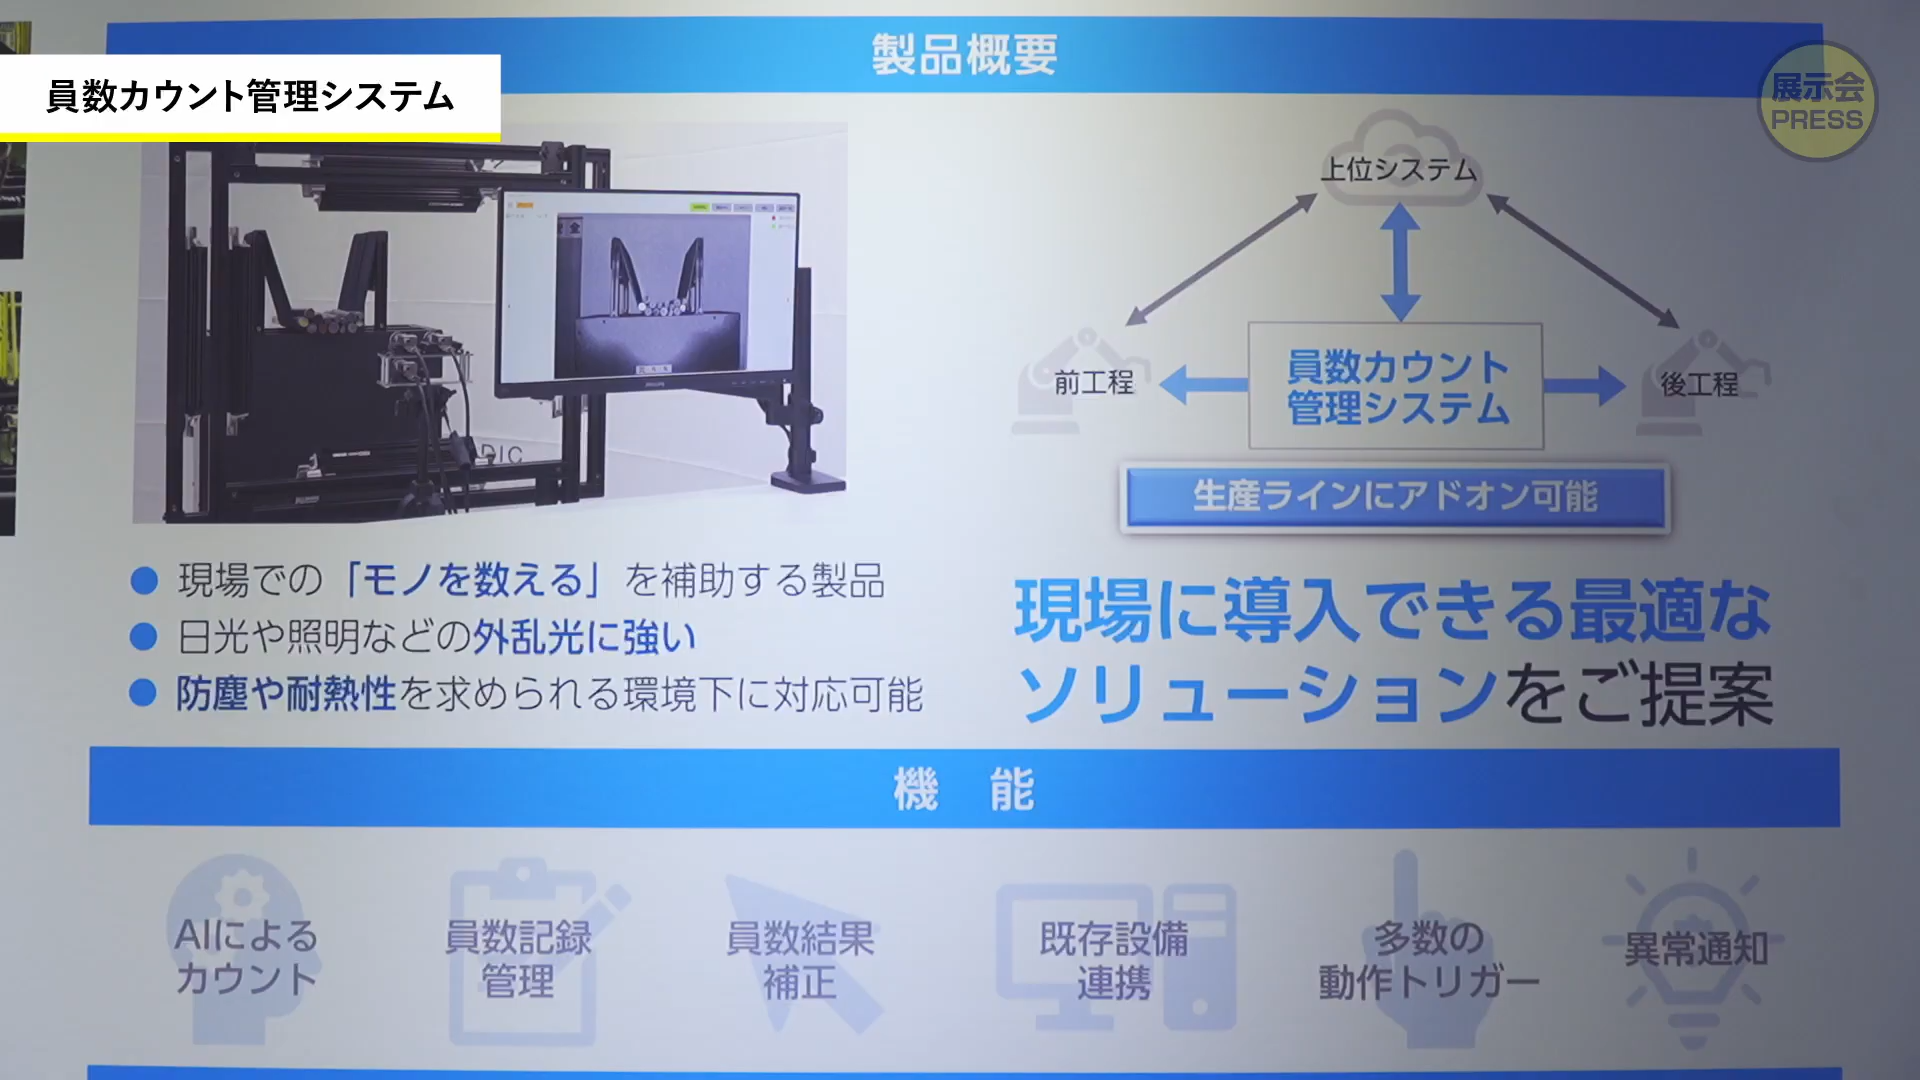 製品概要
員数カウント管理システム
展示会
PRESS
上位システム
前工程
員数カウント
管理システム
後工程
生産ラインにアドオン可能
DIC
現場での「モノを数える」を補助する製品
日光や照明などの外乱光に強い
防塵や耐熱性を求められる環境下に対応可能
現場に導入できる最適な
ソリューションをご提案
機 能
AIによる
カウント
員数記録
管理
員数結果
補正
既存設備
連携
多数の
動作トリガー
異常通知